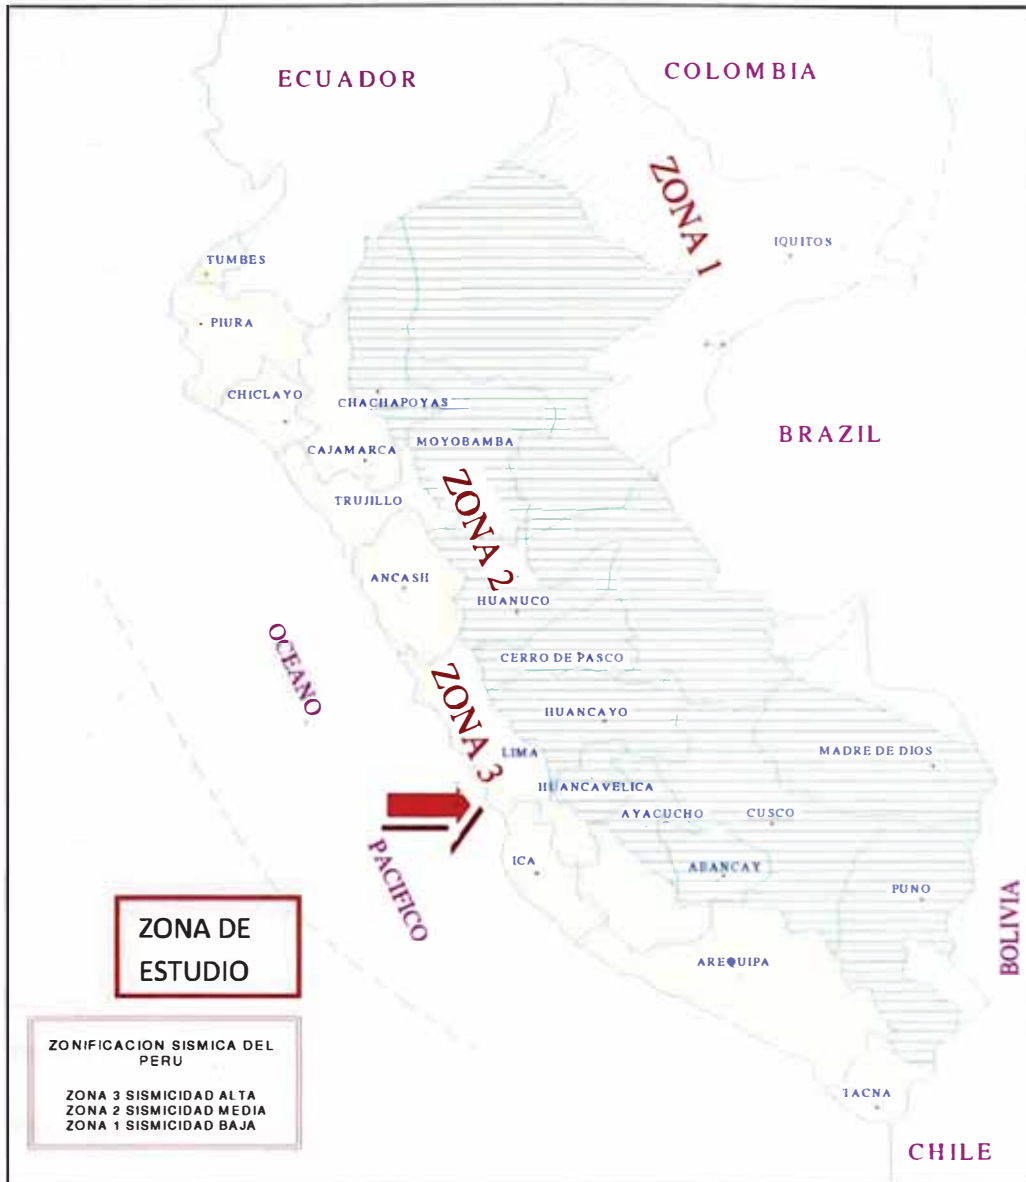 ECUADOR
COLOMBIA
ZONA 1
IQUITOS
TUMBES
PIURA
CHICLAYO
CHACHAPOYAS
BRAZIL
MOYOBAMBA
CAJAMARCA
TRUJILLO
ZONA 2
ANCASH
HUANUCO
OCEANO
CERRO DE PASCO
ZONA 3
HUANCAYO
LIMA
MADRE DE DIOS
HUANCAVELICA
AYACUCHO
CUSCO
PACIFICO
ICA
ABANCAY
PUNO
BOLIVIA
ZONA DE
ESTUDIO
AREQUIPA
ZONIFICACION SISMICA DEL
PERU
ZONA 3 SISMICIDAD ALTA
ZONA 2 SISMICIDAD MEDIA
ZONA 1 SISMICIDAD BAJA
TACNA
CHILE